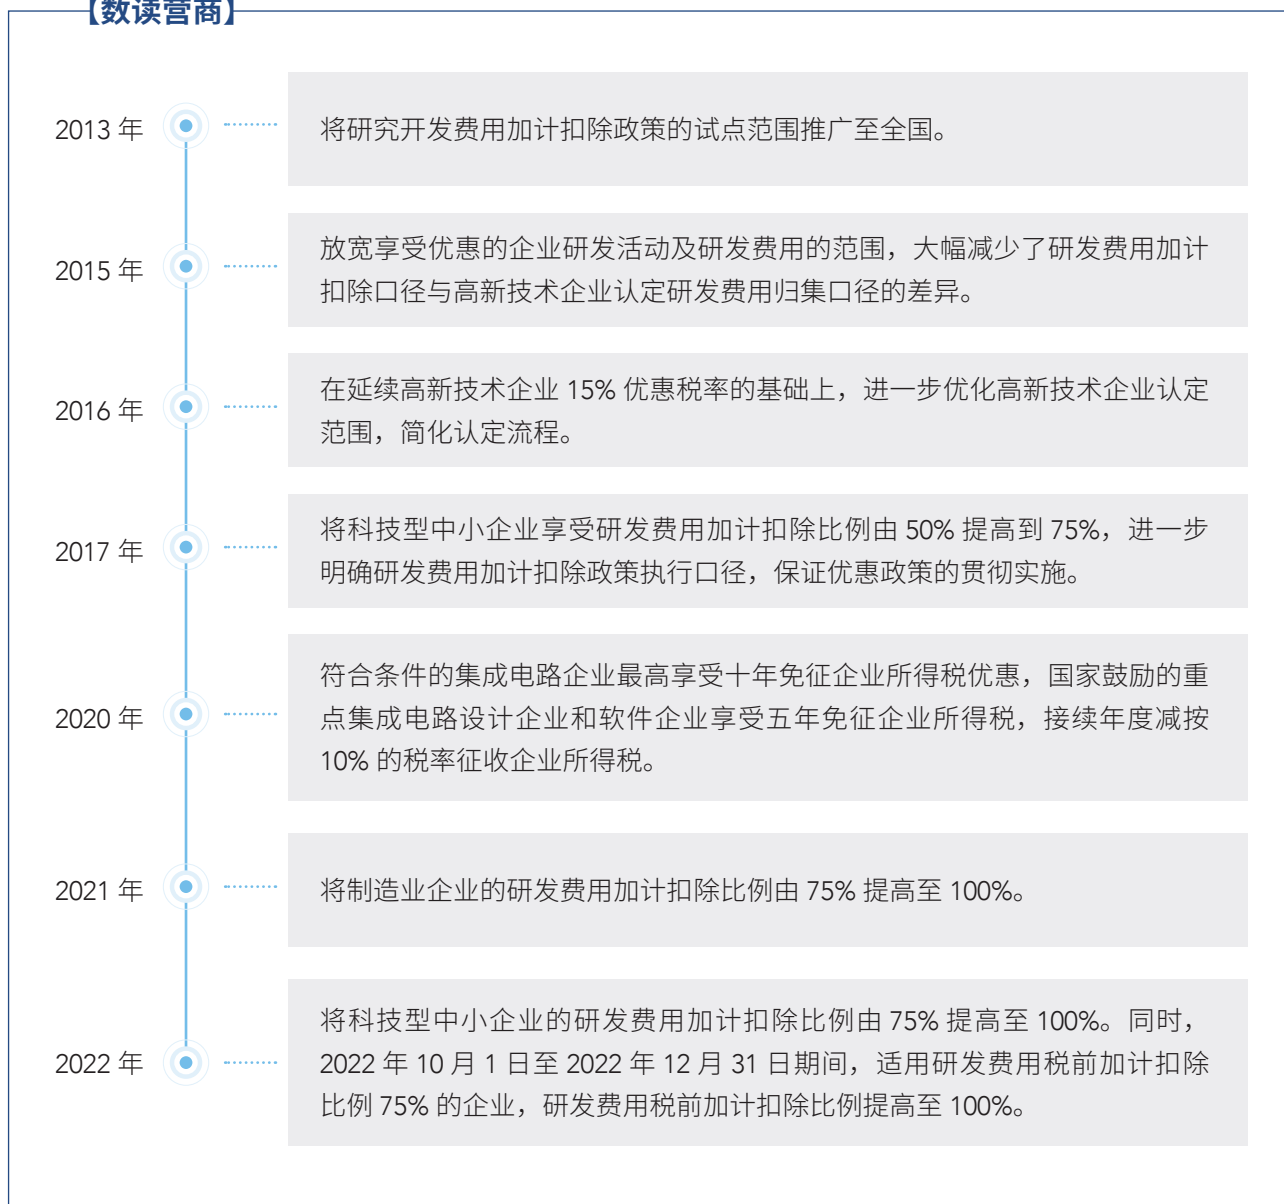 【数读营商】
2013 年
将研究开发费用加计扣除政策的试点范围推广至全国。
2015 年
放宽享受优惠的企业研发活动及研发费用的范围，大幅减少了研发费用加计
扣除口径与高新技术企业认定研发费用归集口径的差异。
2016 年
在延续高新技术企业 15% 优惠税率的基础上，进一步优化高新技术企业认定
范围，简化认定流程。
2017 年
将科技型中小企业享受研发费用加计扣除比例由 50% 提高到 75%，进一步
明确研发费用加计扣除政策执行口径，保证优惠政策的贯彻实施。
2020 年
符合条件的集成电路企业最高享受十年免征企业所得税优惠，国家鼓励的重
点集成电路设计企业和软件企业享受五年免征企业所得税，接续年度减按
10% 的税率征收企业所得税。
2021 年
将制造业企业的研发费用加计扣除比例由 75% 提高至 100%。
2022 年
将科技型中小企业的研发费用加计扣除比例由 75% 提高至 100%。同时，
2022 年 10 月 1 日至 2022 年 12 月 31 日期间，适用研发费用税前加计扣除
比例 75% 的企业，研发费用税前加计扣除比例提高至 100%。